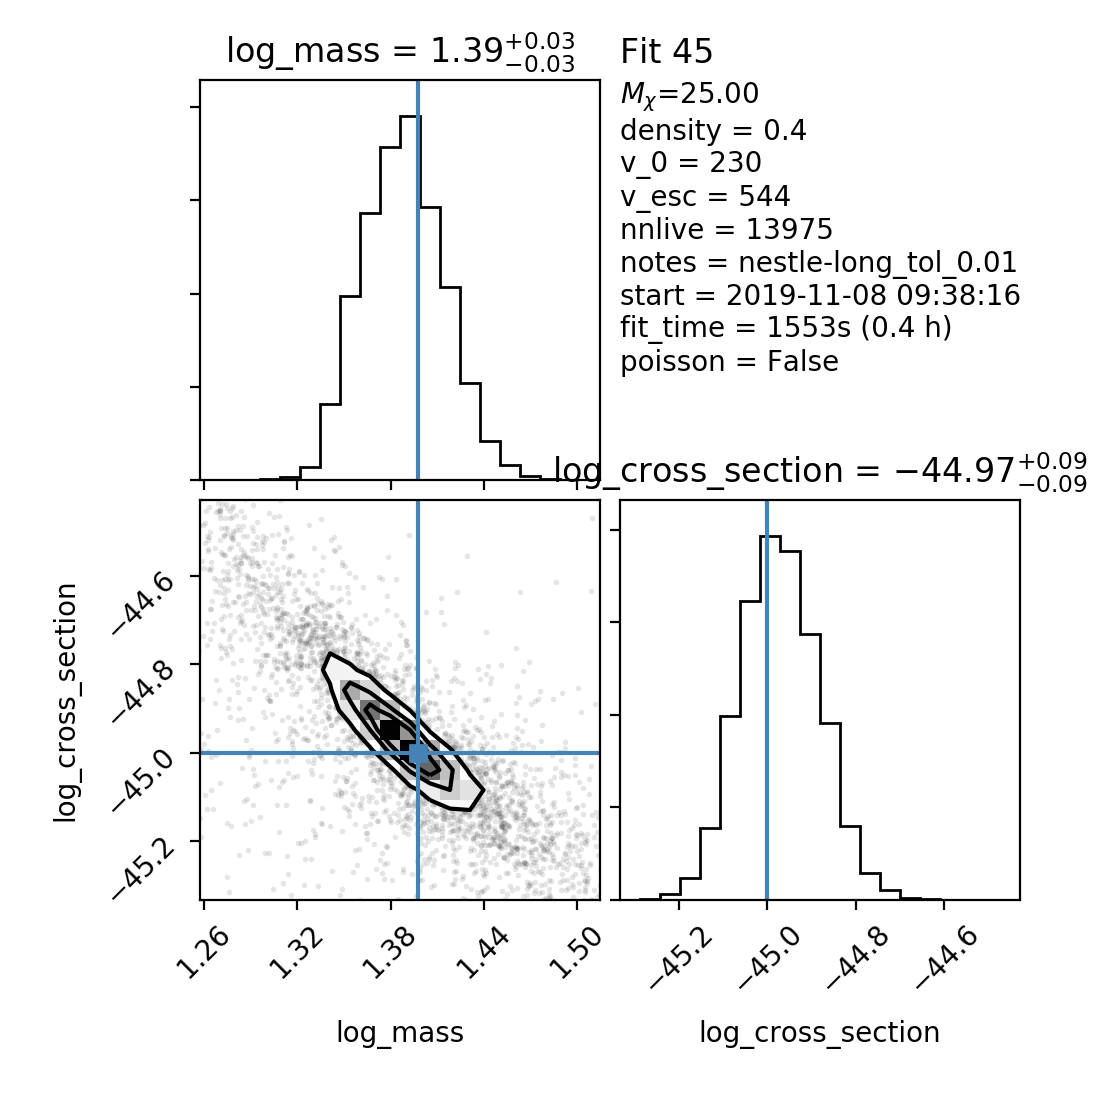 log_mass = 1.39+0.03 −0.03
Fit 45
Mχ=25.00
density = 0.4
v_0 = 230
v_esc = 544
nnlive = 13975
notes = nestle-long_tol_0.01
start = 2019-11-08 09:38:16
fit_time = 1553s (0.4 h)
poisson = False
log_cross_section = −44.97+0.09 −0.09
log_cross_section
−44.6
−44.8
−45.0
−45.2
1.26 1.32 1.38 1.44 1.50
log_mass
−45.2 −45.0 −44.8 −44.6
log_cross_section